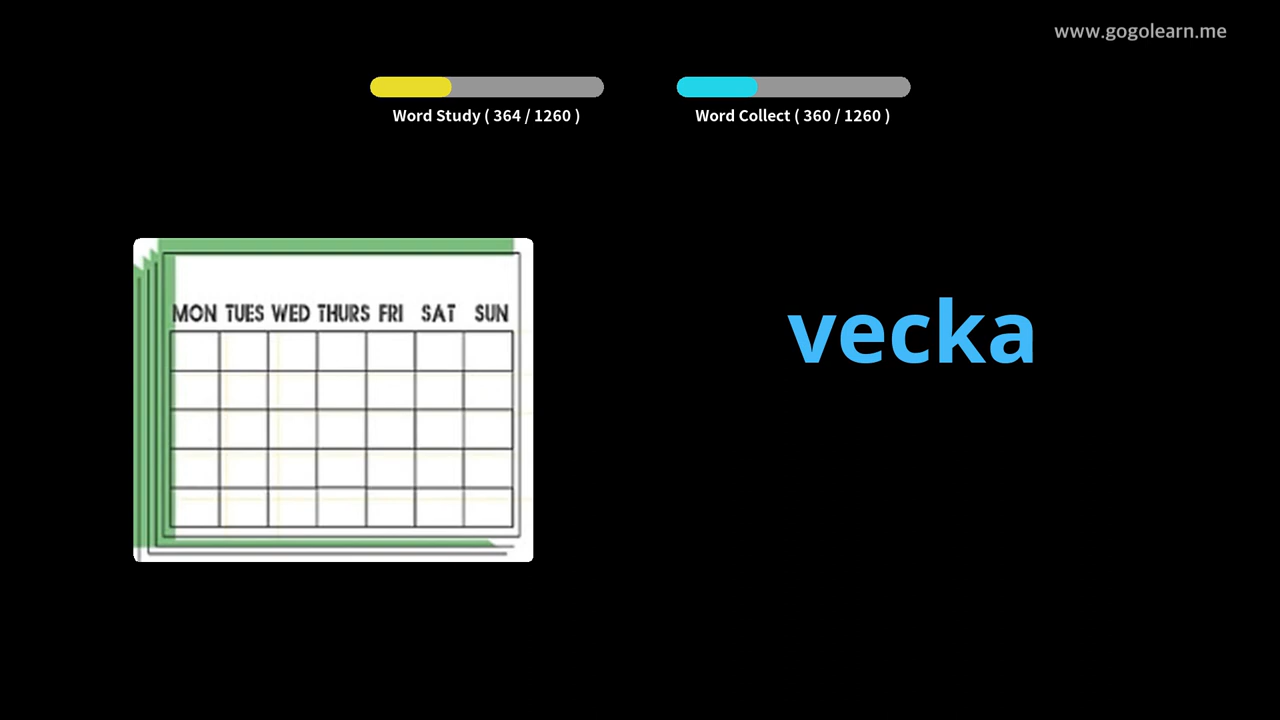 www.gogolearn.me
Word Study ( 364 / 1260 )
Word Collect ( 360 / 1260 )
MON TUES WED THURS FRI SAT SUN
vecka